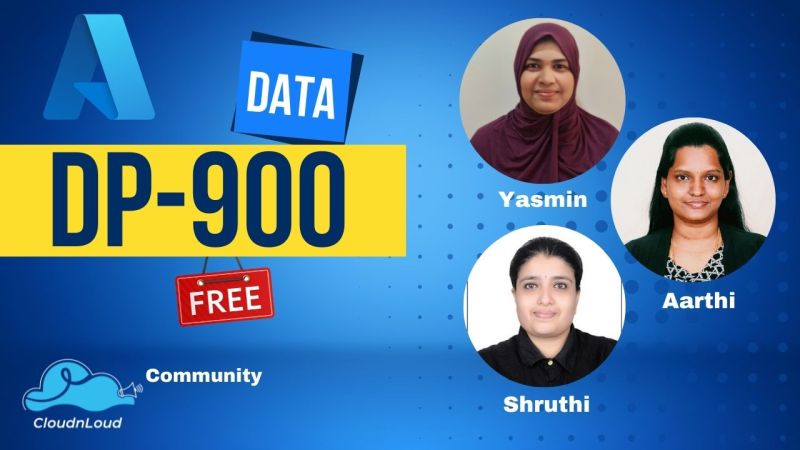 DATA
DP-900
FREE
Community
CloudnLoud
Yasmin
Aarthi
Shruthi